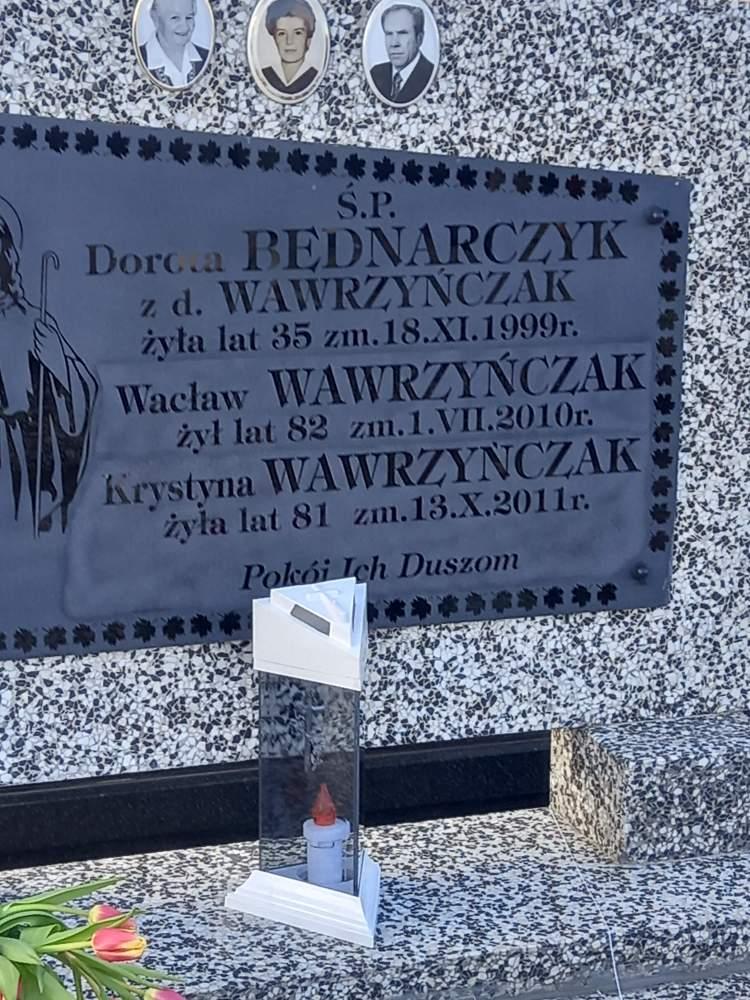 Ś.P.
Dorota BEDNARCZYK
z d. WAWRZYŃCZAK
żyła lat 35 zm.18.XI.1999r.
Wacław WAWRZYŃCZAK
żył lat 82 zm.1.VII.2010r.
Krystyna WAWRZYŃCZAK
żyła lat 81 zm.13.X.2011r.
Pokój Ich Duszom